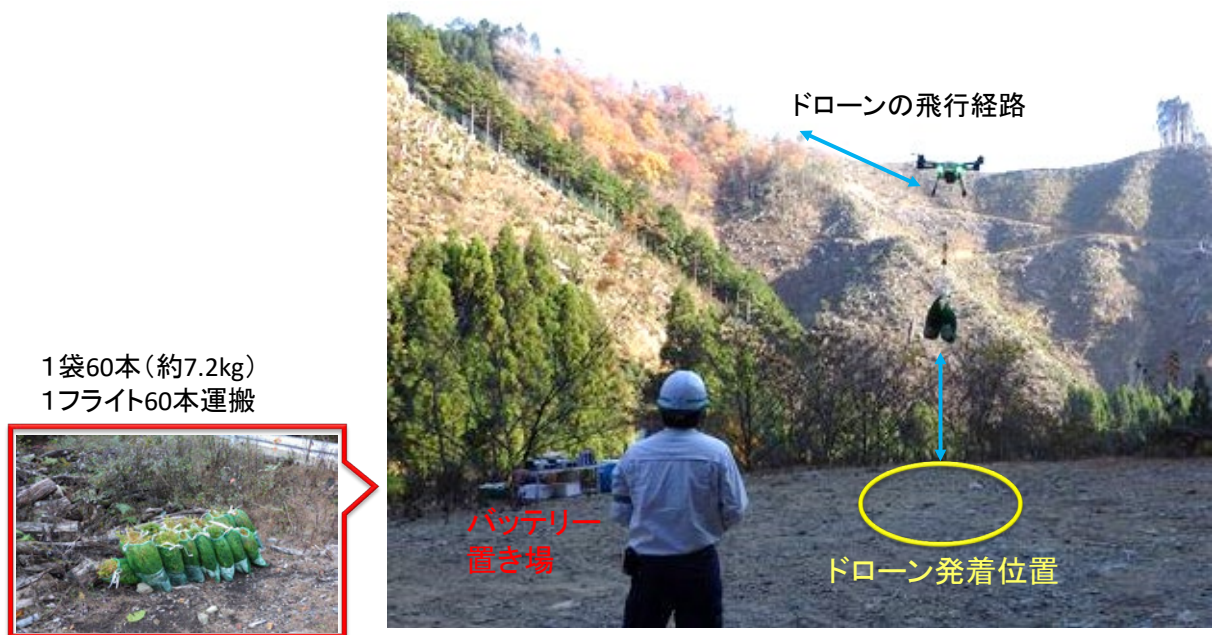 ドローンの飛行経路
1袋60本（約7.2kg）
1フライト60本運搬
バッテリー
置き場
ドローン発着位置